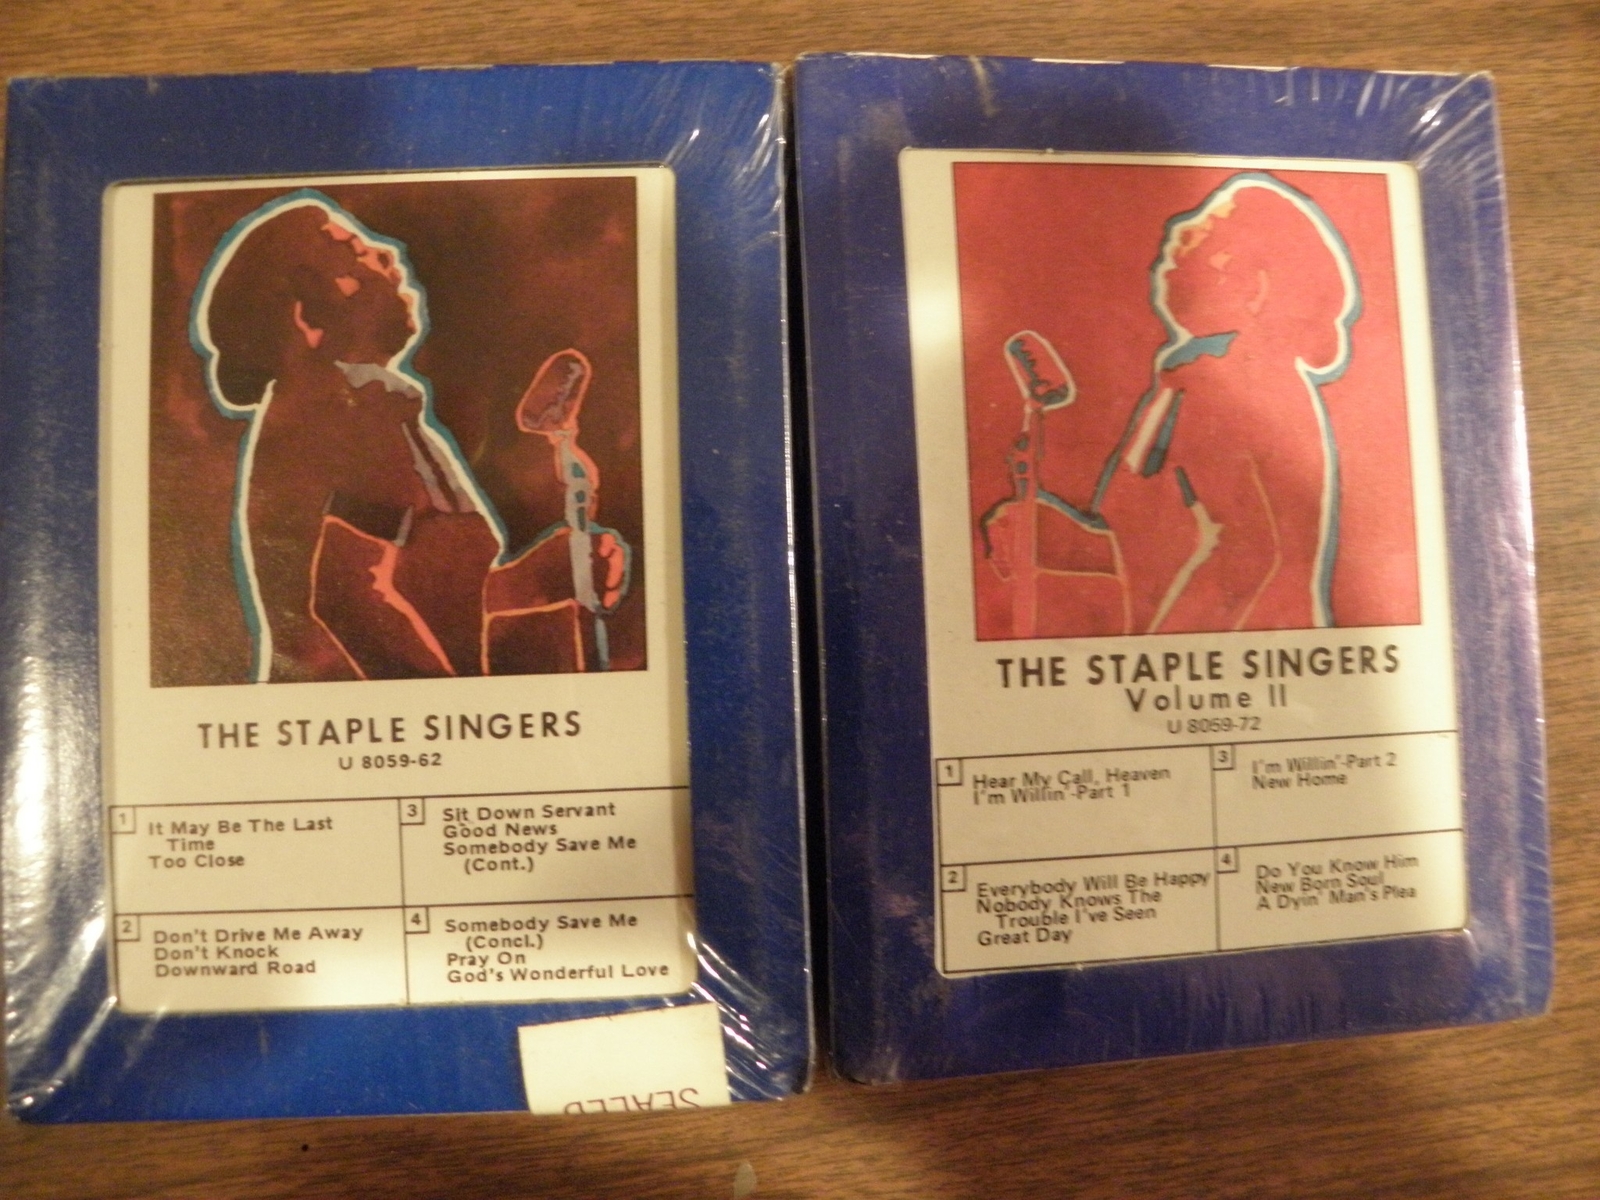 THE STAPLE SINGERS
U 8059-62
1
It May Be The Last
Time
Too Close
2
Don't Drive Me Away
Don't Knock
Downward Road
3
Sit Down Servant
Good News
Somebody Save Me
(Cont.)
4
Somebody Save Me
(Concl.)
Pray On
God's Wonderful Love
SEALED
THE STAPLE SINGERS
Volume II
U 8059-72
1
Hear My Call, Heaven
I'm Willin'-Part 1
2
Everybody Will Be Happy
Nobody Knows The
Trouble I've Seen
Great Day
3
I'm Willin'-Part 2
New Home
4
Do You Know Him
New Born Soul
A Dyin' Man's Plea